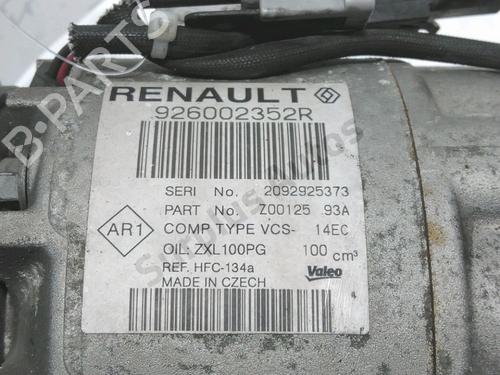 RENAULT
926002352R
SERI No. 2092925373
PART No. Z00125 93A
AR1
COMP TYPE VCS- 14EC
OIL: ZXL100PG 100 cm³
REF. HFC-134a
MADE IN CZECH
Valeo
B-PARTS